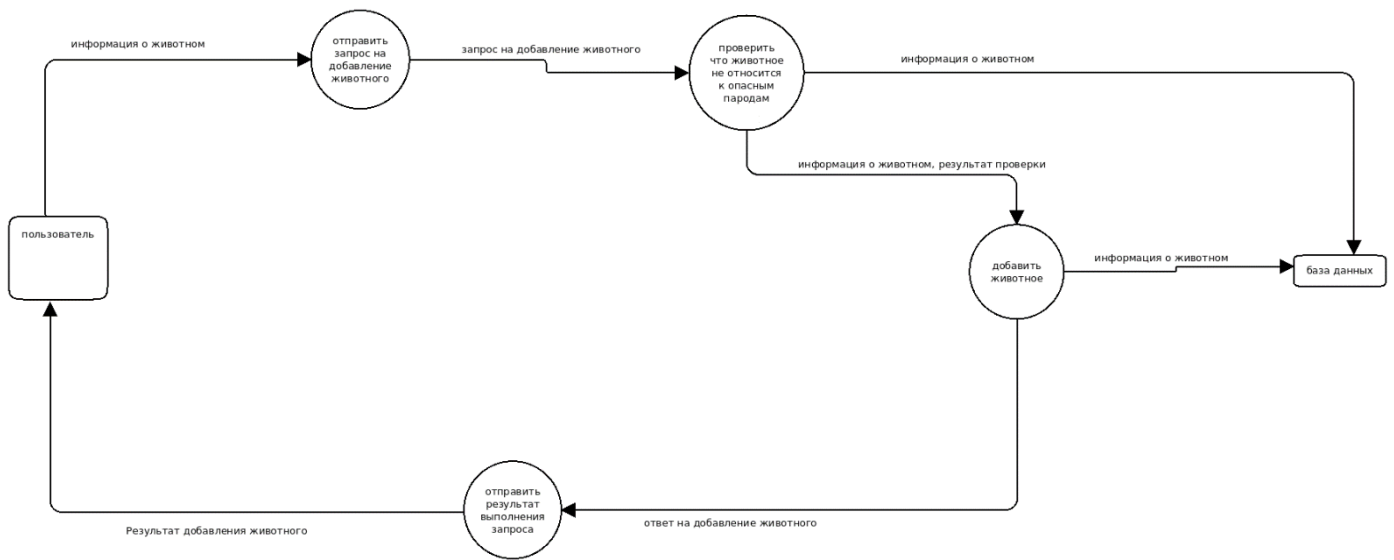 информация о животном
отправить
запрос на
добавление
животного
запрос на добавление животного
проверить
что животное
не относится
к опасным
пародам
информация о животном
информация о животном, результат проверки
пользователь
добавить
животное
информация о животном
база данных
отправить
результат
выполнения
запроса
ответ на добавление животного
Результат добавления животного